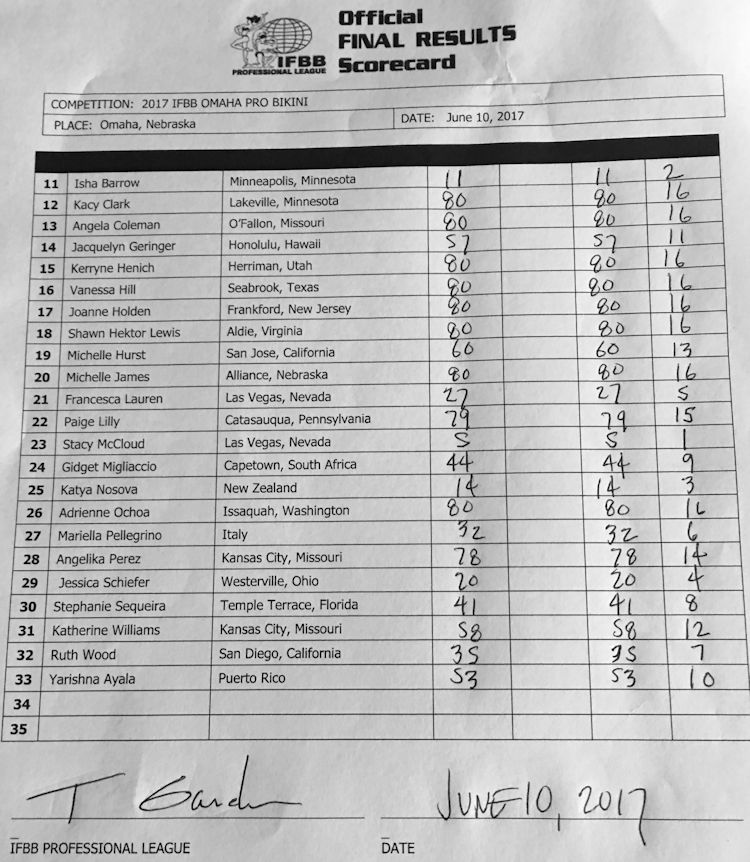 Official
FINAL RESULTS
Scorecard
IFBB
PROFESSIONAL LEAGUE
COMPETITION: 2017 IFBB OMAHA PRO BIKINI
PLACE: Omaha, Nebraska DATE: June 10, 2017
11 Isha Barrow Minneapolis, Minnesota 11 11 2
12 Kacy Clark Lakeville, Minnesota 80 80 16
13 Angela Coleman O'Fallon, Missouri 80 80 16
14 Jacquelyn Geringer Honolulu, Hawaii 57 57 11
15 Kerryne Henich Herriman, Utah 80 80 16
16 Vanessa Hill Seabrook, Texas 80 80 16
17 Joanne Holden Frankford, New Jersey 80 80 16
18 Shawn Hektor Lewis Aldie, Virginia 80 80 16
19 Michelle Hurst San Jose, California 60 60 13
20 Michelle James Alliance, Nebraska 80 80 16
21 Francesca Lauren Las Vegas, Nevada 27 27 5
22 Paige Lilly Catasauqua, Pennsylvania 79 79 15
23 Stacy McCloud Las Vegas, Nevada 5 5 1
24 Gidget Migliaccio Capetown, South Africa 44 44 9
25 Katya Nosova New Zealand 14 14 3
26 Adrienne Ochoa Issaquah, Washington 80 80 16
27 Mariella Pellegrino Italy 32 32 6
28 Angelika Perez Kansas City, Missouri 78 78 14
29 Jessica Schiefer Westerville, Ohio 20 20 4
30 Stephanie Sequeira Temple Terrace, Florida 41 41 8
31 Katherine Williams Kansas City, Missouri 58 58 12
32 Ruth Wood San Diego, California 35 35 7
33 Yarishna Ayala Puerto Rico 53 53 10
34
35
JUNE 10, 2017
IFBB PROFESSIONAL LEAGUE DATE